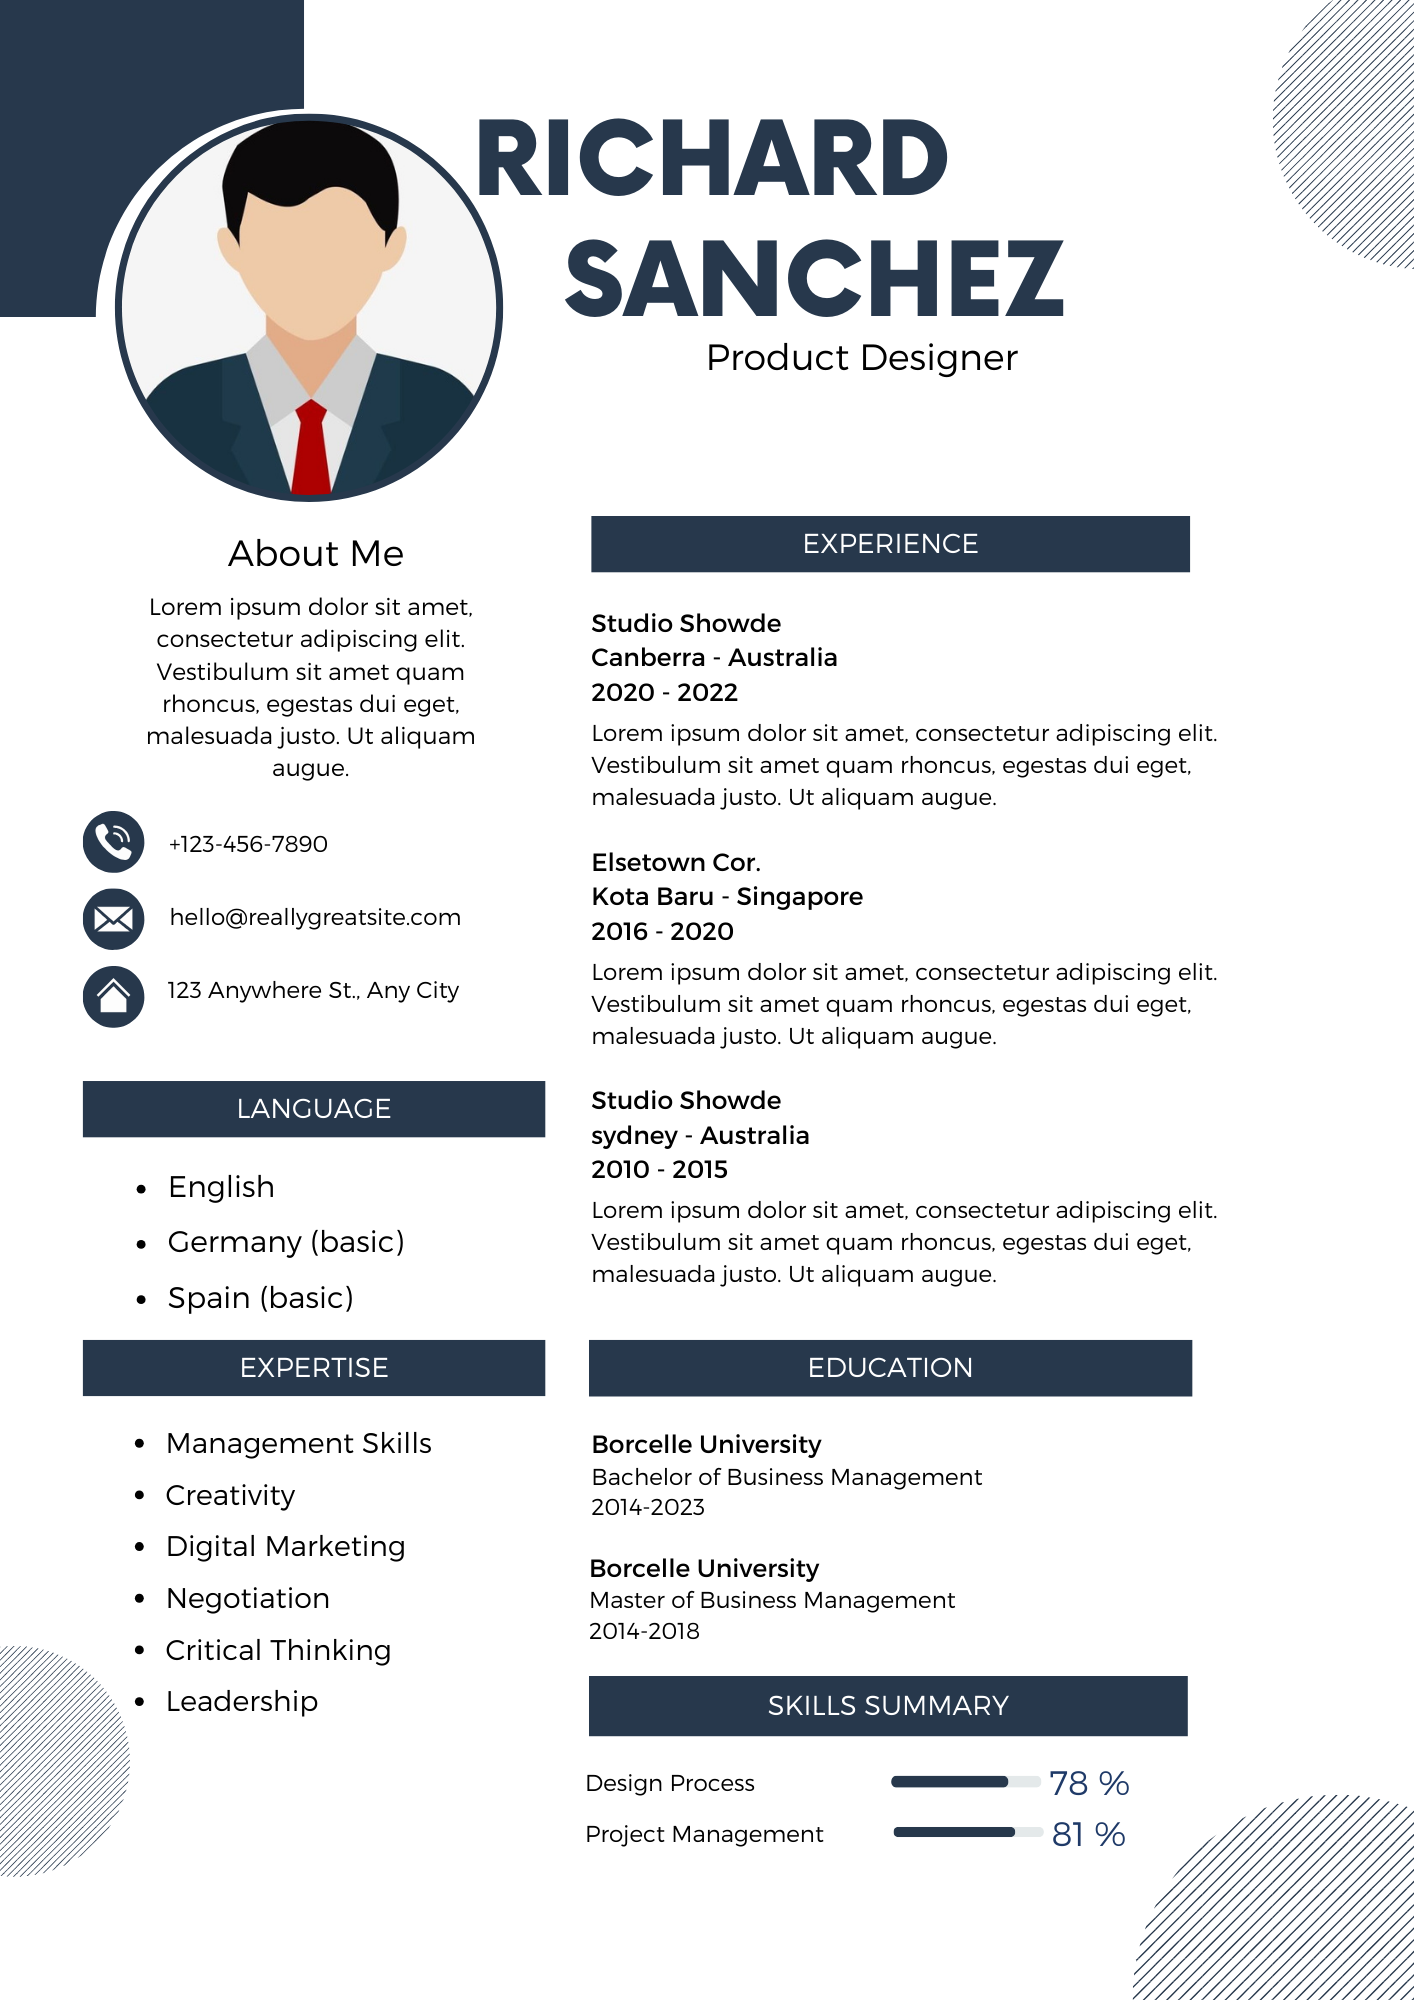 RICHARD
SANCHEZ
Product Designer
About Me
Lorem ipsum dolor sit amet,
consectetur adipiscing elit.
Vestibulum sit amet quam
rhoncus, egestas dui eget,
malesuada justo. Ut aliquam
augue.
+123-456-7890
hello@reallygreatsite.com
123 Anywhere St., Any City
LANGUAGE
• English
• Germany (basic)
• Spain (basic)
EXPERTISE
• Management Skills
• Creativity
• Digital Marketing
• Negotiation
• Critical Thinking
• Leadership
EXPERIENCE
Studio Showde
Canberra - Australia
2020 - 2022
Lorem ipsum dolor sit amet, consectetur adipiscing elit.
Vestibulum sit amet quam rhoncus, egestas dui eget,
malesuada justo. Ut aliquam augue.
Elsetown Cor.
Kota Baru - Singapore
2016 - 2020
Lorem ipsum dolor sit amet, consectetur adipiscing elit.
Vestibulum sit amet quam rhoncus, egestas dui eget,
malesuada justo. Ut aliquam augue.
Studio Showde
sydney - Australia
2010 - 2015
Lorem ipsum dolor sit amet, consectetur adipiscing elit.
Vestibulum sit amet quam rhoncus, egestas dui eget,
malesuada justo. Ut aliquam augue.
EDUCATION
Borcelle University
Bachelor of Business Management
2014-2023
Borcelle University
Master of Business Management
2014-2018
SKILLS SUMMARY
Design Process 78 %
Project Management 81 %